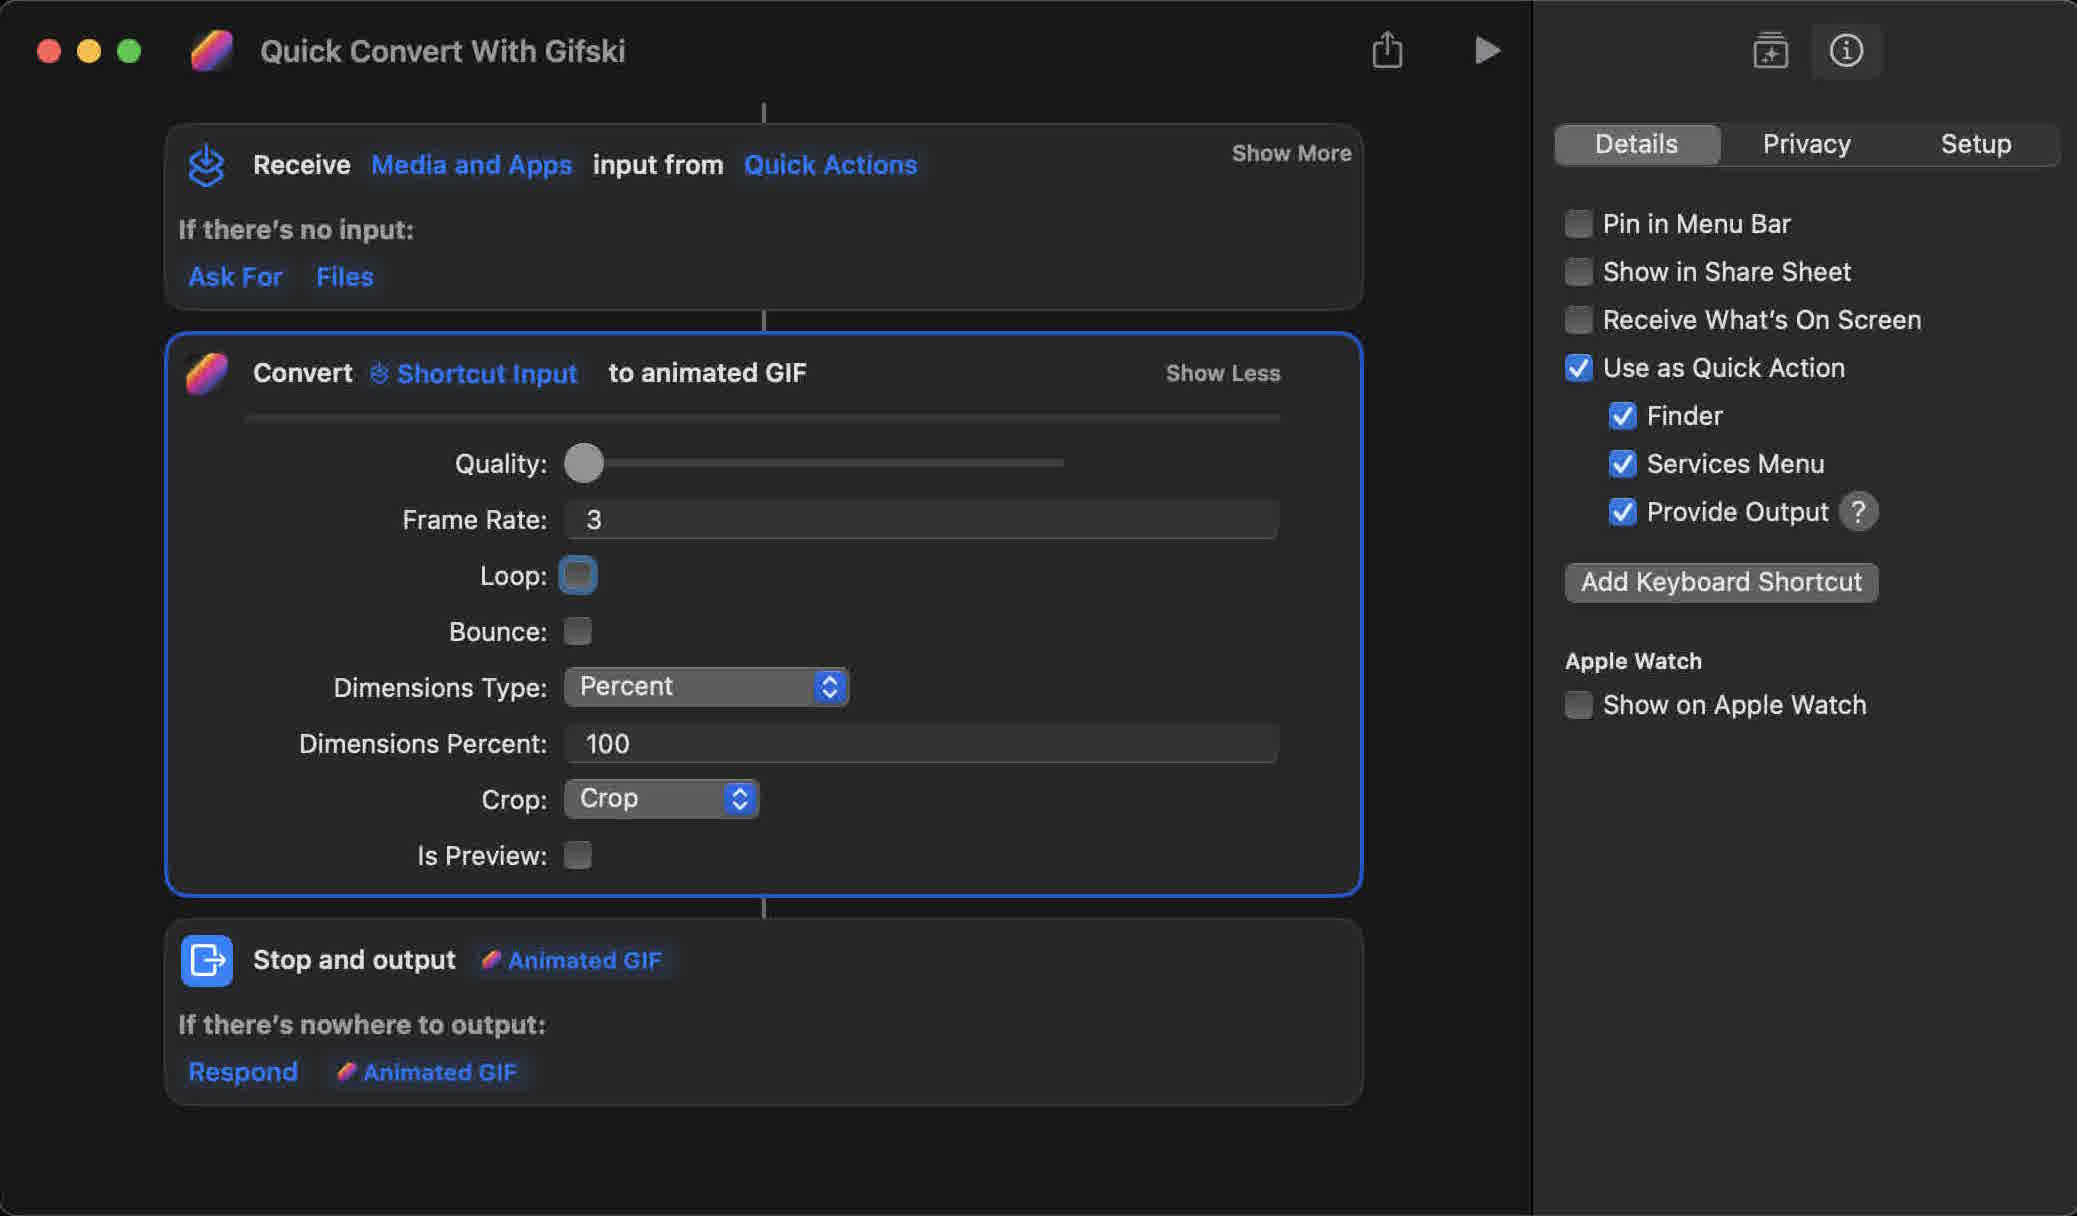 Quick Convert With Gifski
Receive Media and Apps input from Quick Actions
Show More
If there's no input:
Ask For Files
Convert Shortcut Input to animated GIF
Show Less
Quality:
Frame Rate: 3
Loop:
Bounce:
Dimensions Type: Percent
Dimensions Percent: 100
Crop: Crop
Is Preview:
Stop and output Animated GIF
If there's nowhere to output:
Respond Animated GIF
Details Privacy Setup
Pin in Menu Bar
Show in Share Sheet
Receive What's On Screen
Use as Quick Action
Finder
Services Menu
Provide Output ?
Add Keyboard Shortcut
Apple Watch
Show on Apple Watch